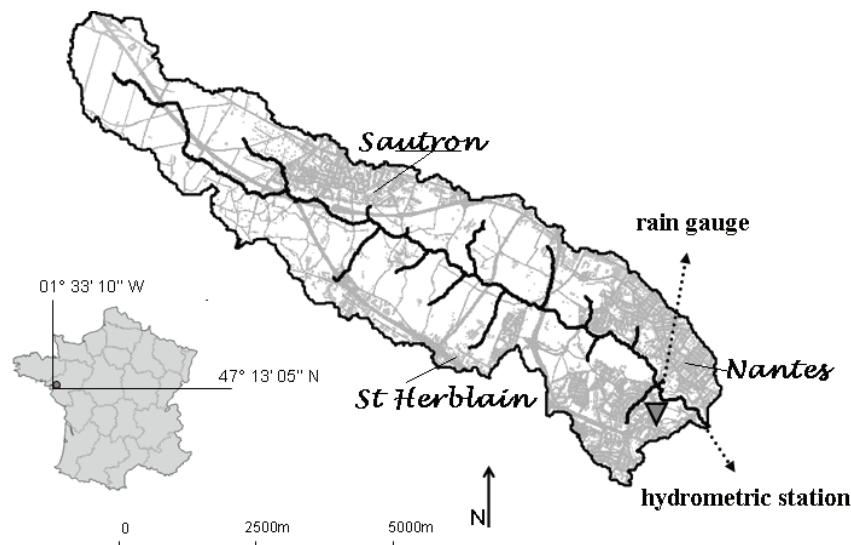 Sautron
rain gauge
01° 33' 10'' W
47° 13' 05'' N
Nantes
St Herblain
hydrometric station
N
0 2500m 5000m